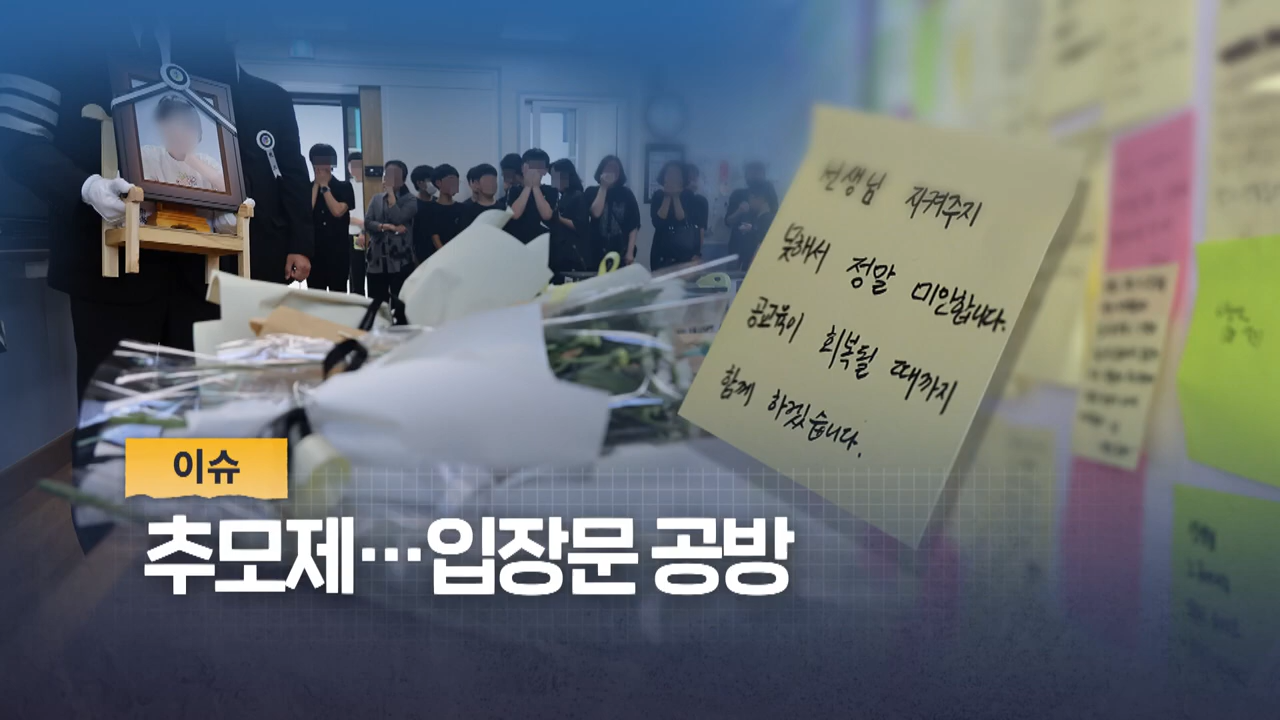 선생님 지켜주지
못해서 정말 미안합니다.
공교육이 회복될 때까지
함께 하겠습니다.
이슈
추모제…입장문 공방